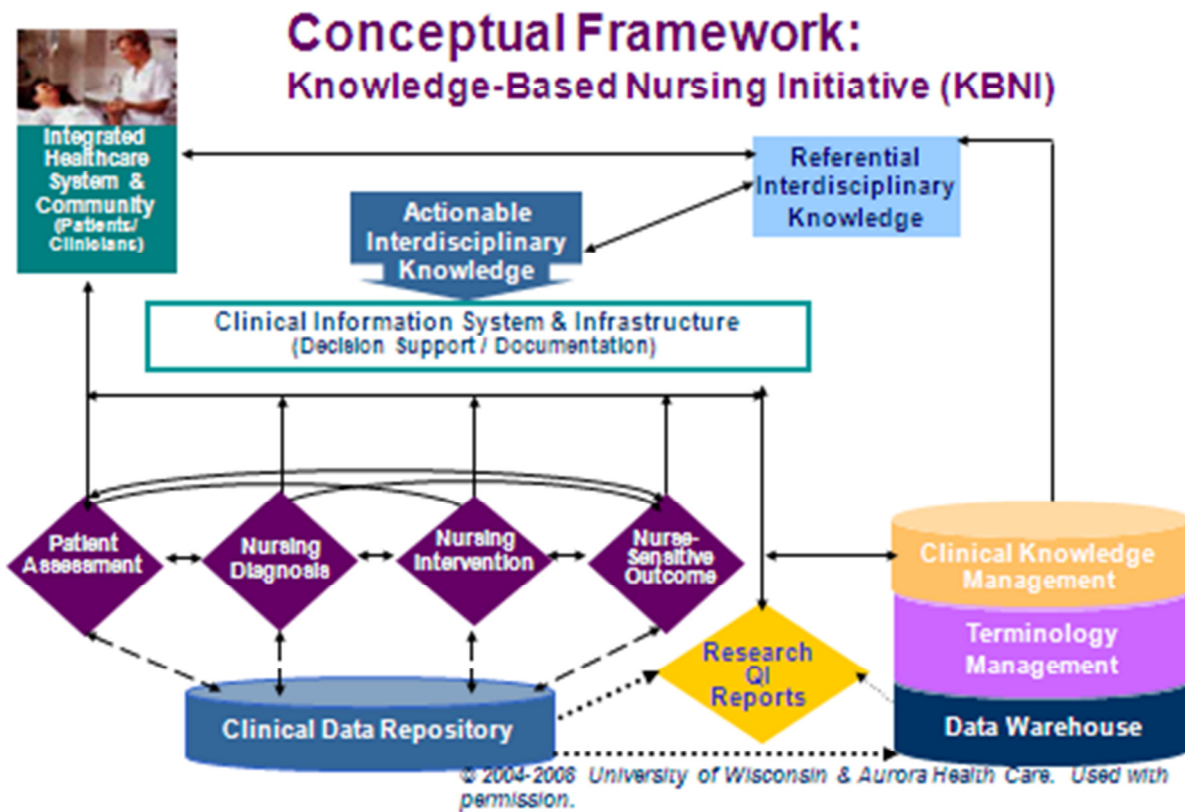 Conceptual Framework:
Knowledge-Based Nursing Initiative (KBNI)
Integrated
Healthcare
System &
Community
(Patients/
Clinicians)
Referential
Interdisciplinary
Knowledge
Actionable
Interdisciplinary
Knowledge
Clinical Information System & Infrastructure
(Decision Support / Documentation)
Patient
Assessment
Nursing
Diagnosis
Nursing
Intervention
Nurse-
Sensitive
Outcome
Clinical Knowledge
Management
Terminology
Management
Data Warehouse
Research
QI
Reports
Clinical Data Repository
© 2004-2008 University of Wisconsin & Aurora Health Care. Used with
permission.